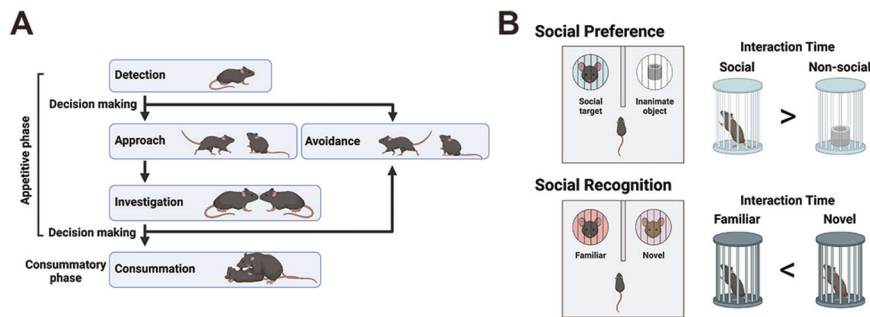 A
Detection
Decision making
Approach
Avoidance
Investigation
Decision making
Consummation
Appetitive phase
Consummatory
phase
B
Social Preference
Social
target
Inanimate
object
Interaction Time
Social
Non-social
>
Social Recognition
Familiar
Novel
Interaction Time
Familiar
Novel
<